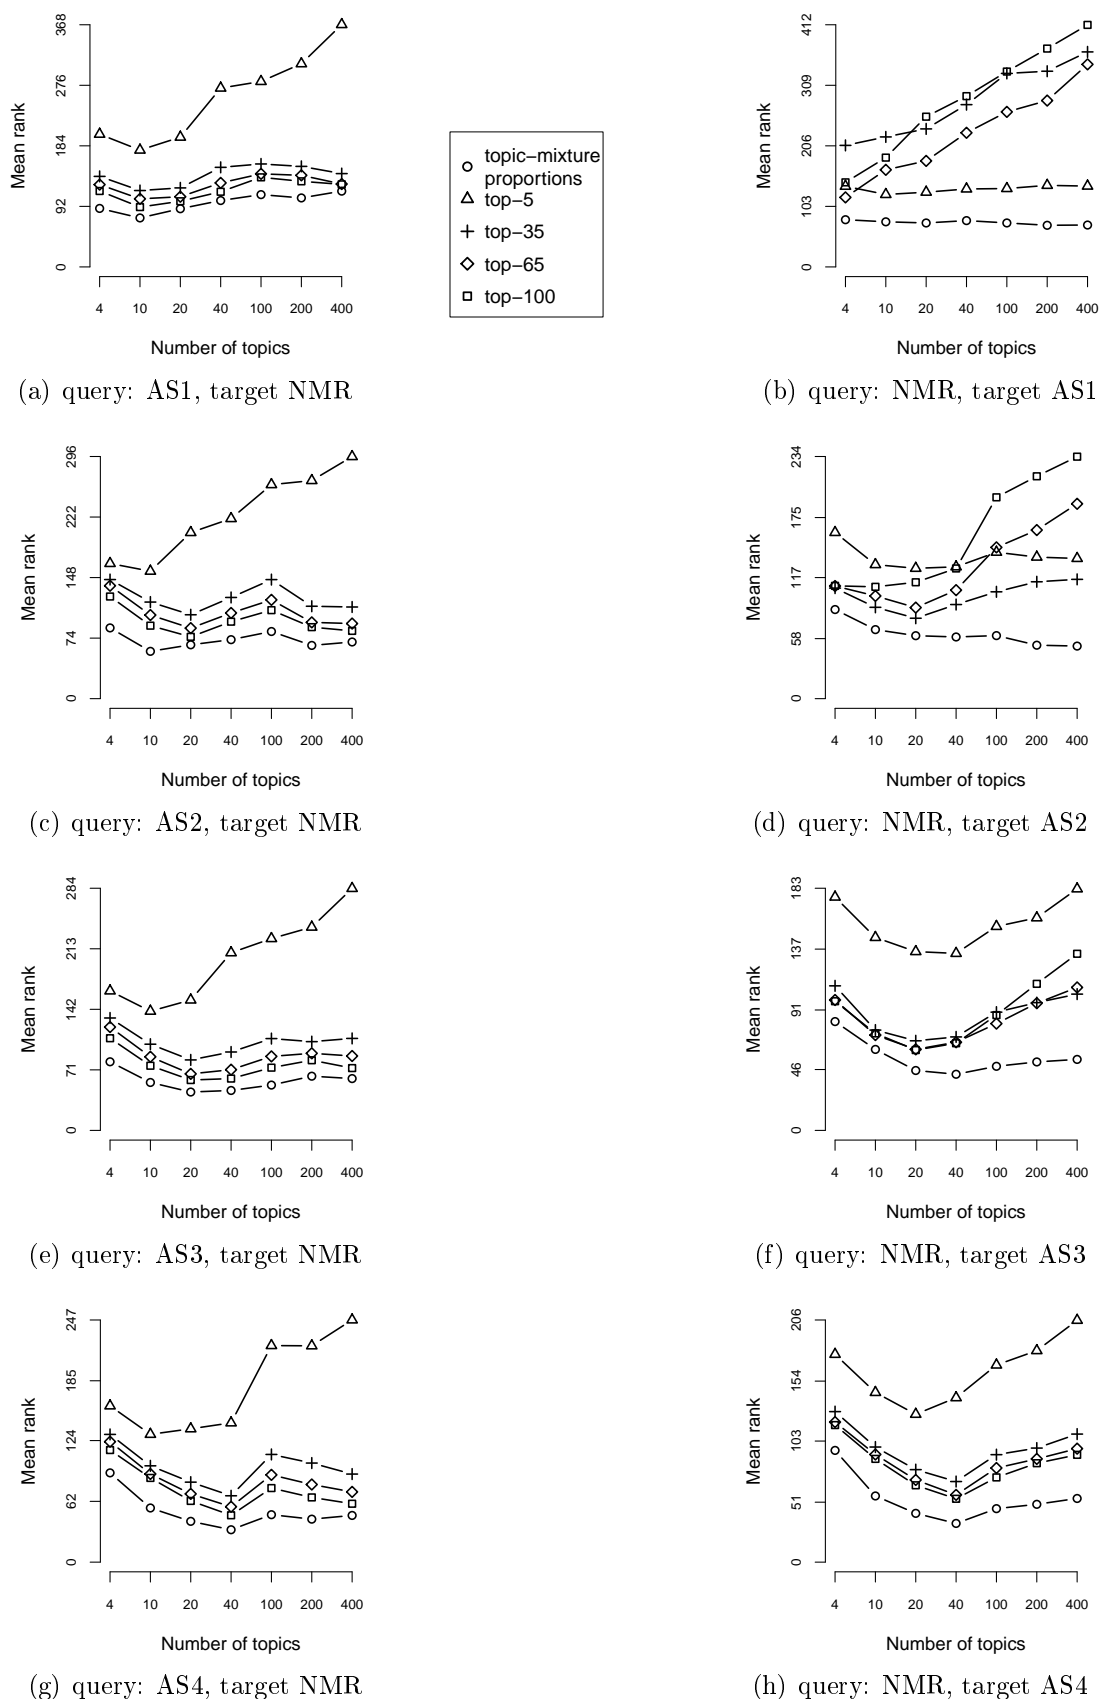 368
276
184
92
0
Mean rank
4 10 20 40 100 200 400
Number of topics
(a) query: AS1, target NMR
topic−mixture
proportions
top−5
top−35
top−65
top−100
412
309
206
103
0
Mean rank
4 10 20 40 100 200 400
Number of topics
(b) query: NMR, target AS1
296
222
148
74
0
Mean rank
4 10 20 40 100 200 400
Number of topics
(c) query: AS2, target NMR
234
175
117
58
0
Mean rank
4 10 20 40 100 200 400
Number of topics
(d) query: NMR, target AS2
284
213
142
71
0
Mean rank
4 10 20 40 100 200 400
Number of topics
(e) query: AS3, target NMR
183
137
91
46
0
Mean rank
4 10 20 40 100 200 400
Number of topics
(f) query: NMR, target AS3
247
185
124
62
0
Mean rank
4 10 20 40 100 200 400
Number of topics
(g) query: AS4, target NMR
206
154
103
51
0
Mean rank
4 10 20 40 100 200 400
Number of topics
(h) query: NMR, target AS4